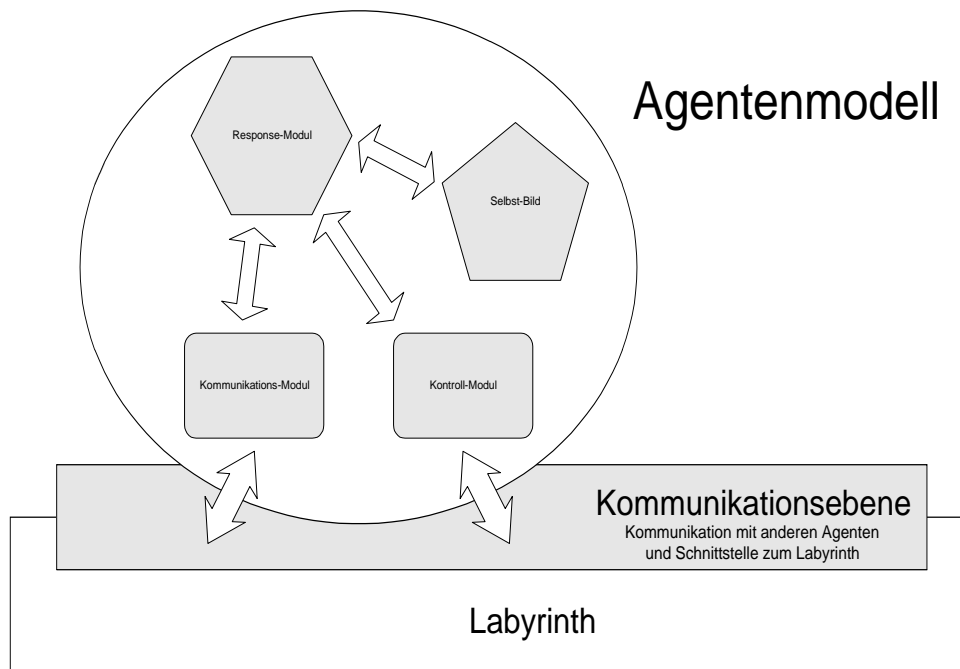 Agentenmodell
Response-Modul
Selbst-Bild
Kommunikations-Modul
Kontroll-Modul
Kommunikationsebene
Kommunikation mit anderen Agenten
und Schnittstelle zum Labyrinth
Labyrinth